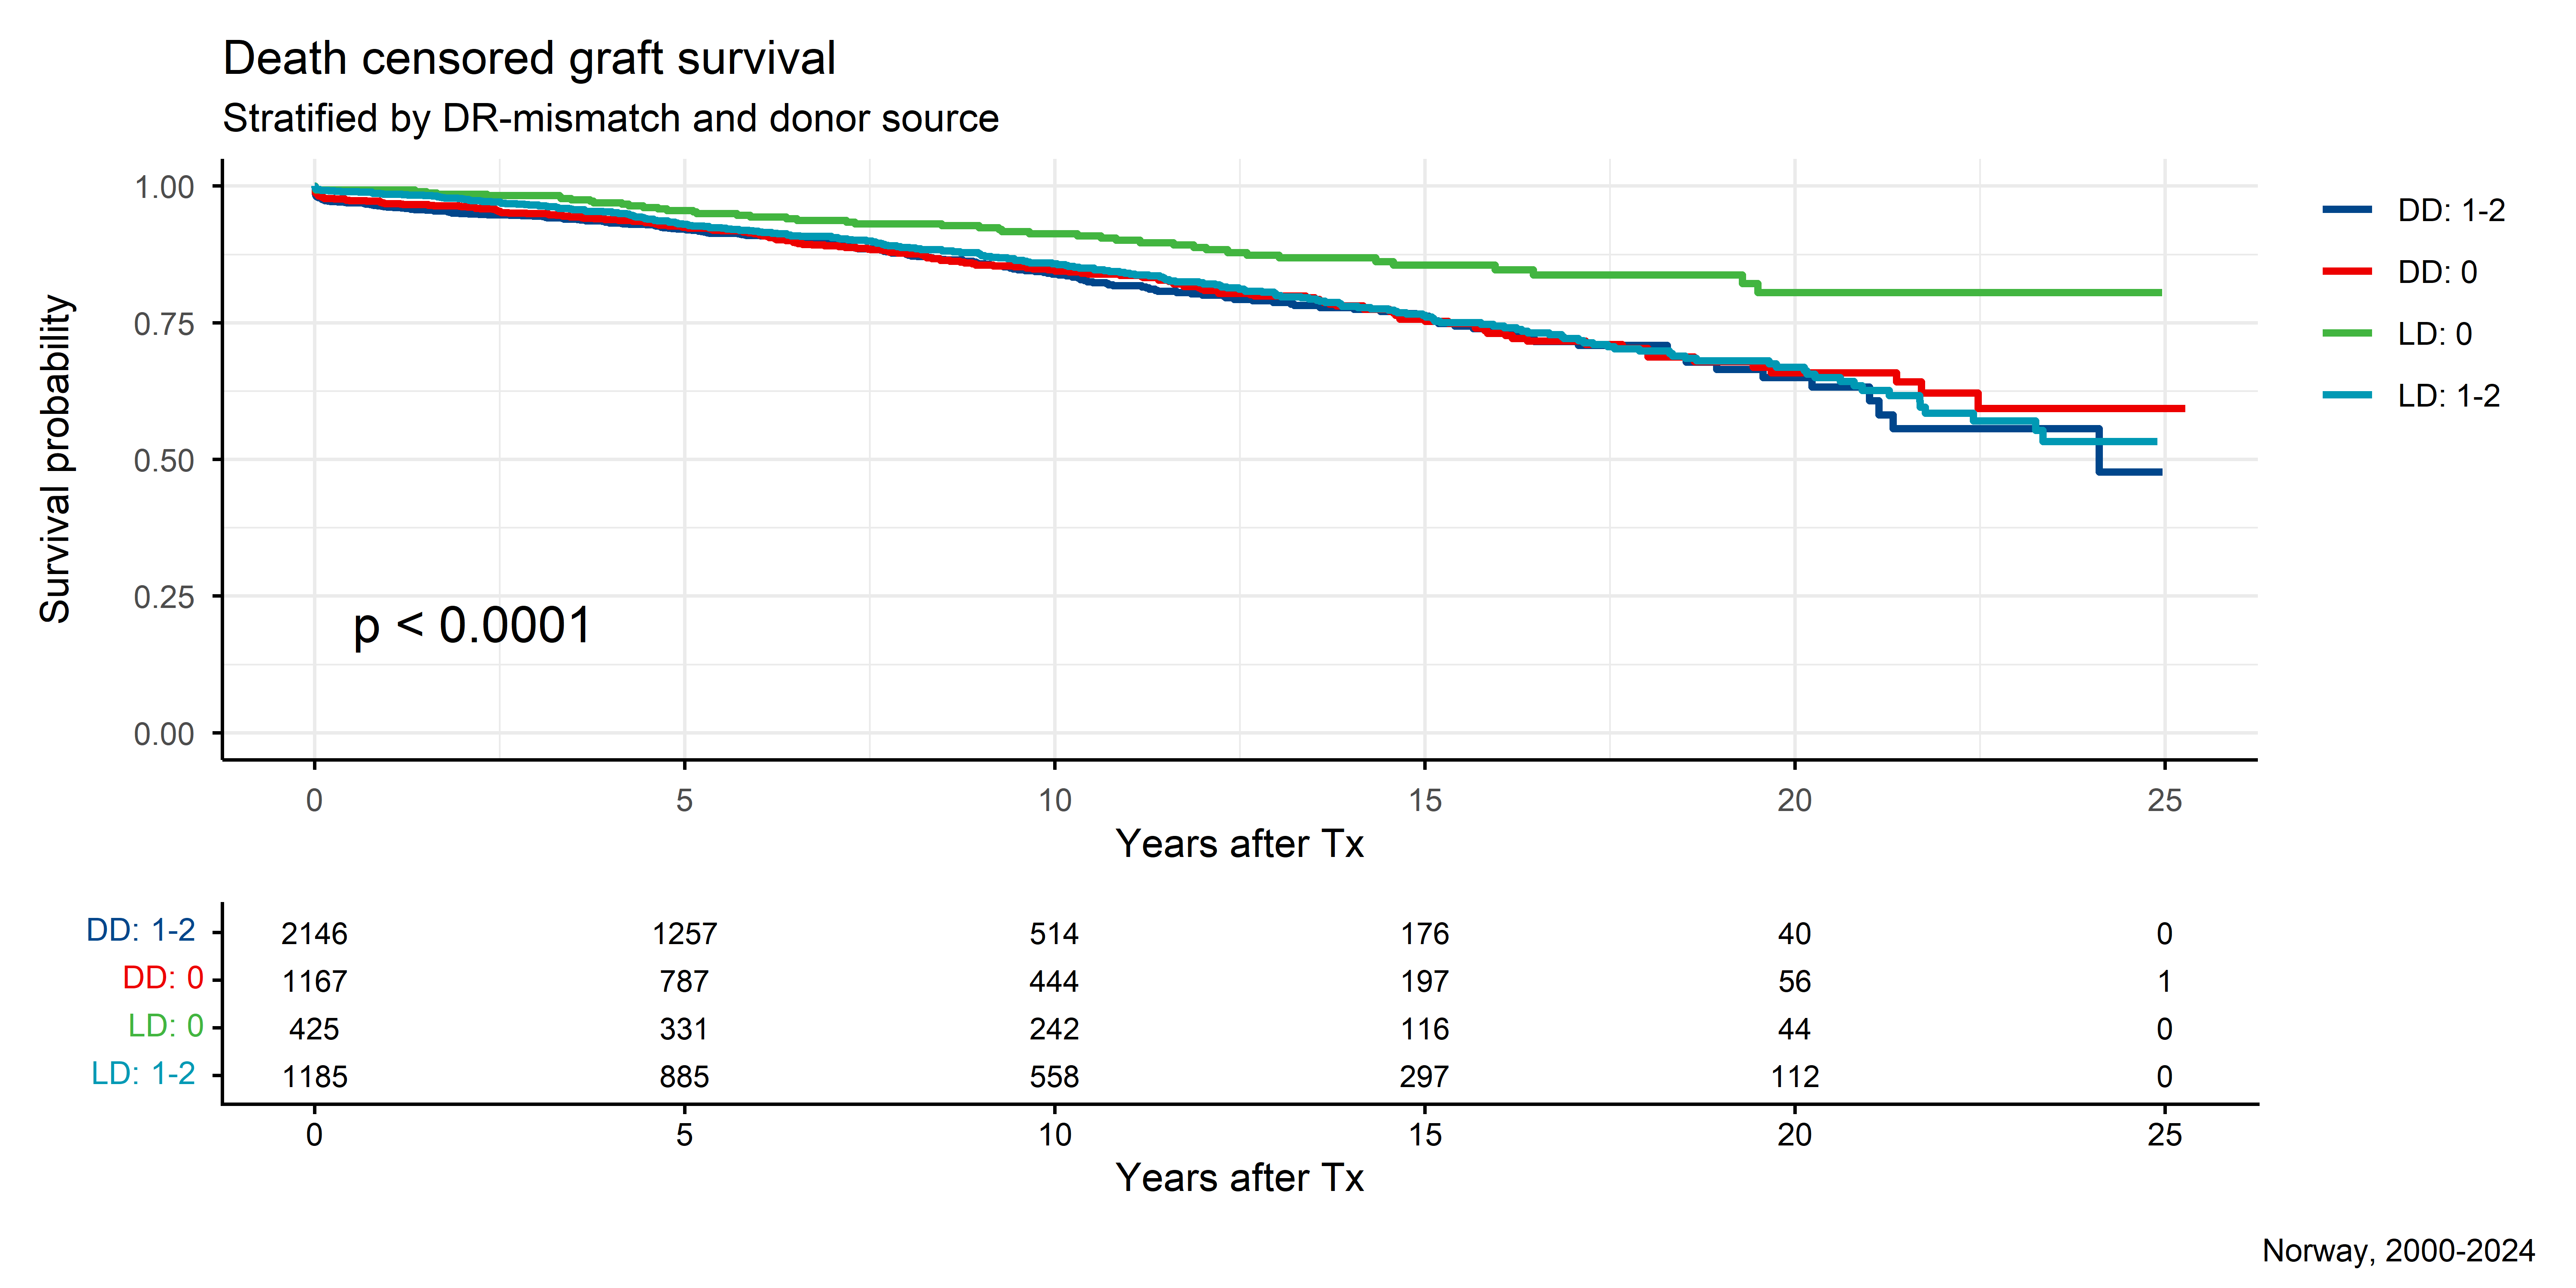 Death censored graft survival
Stratified by DR-mismatch and donor source
Survival probability
1.00
0.75
0.50
0.25
0.00
p < 0.0001
0 5 10 15 20 25
Years after Tx
DD: 1-2
DD: 0
LD: 0
LD: 1-2
DD: 1-2 2146 1257 514 176 40 0
DD: 0 1167 787 444 197 56 1
LD: 0 425 331 242 116 44 0
LD: 1-2 1185 885 558 297 112 0
0 5 10 15 20 25
Years after Tx
Norway, 2000-2024